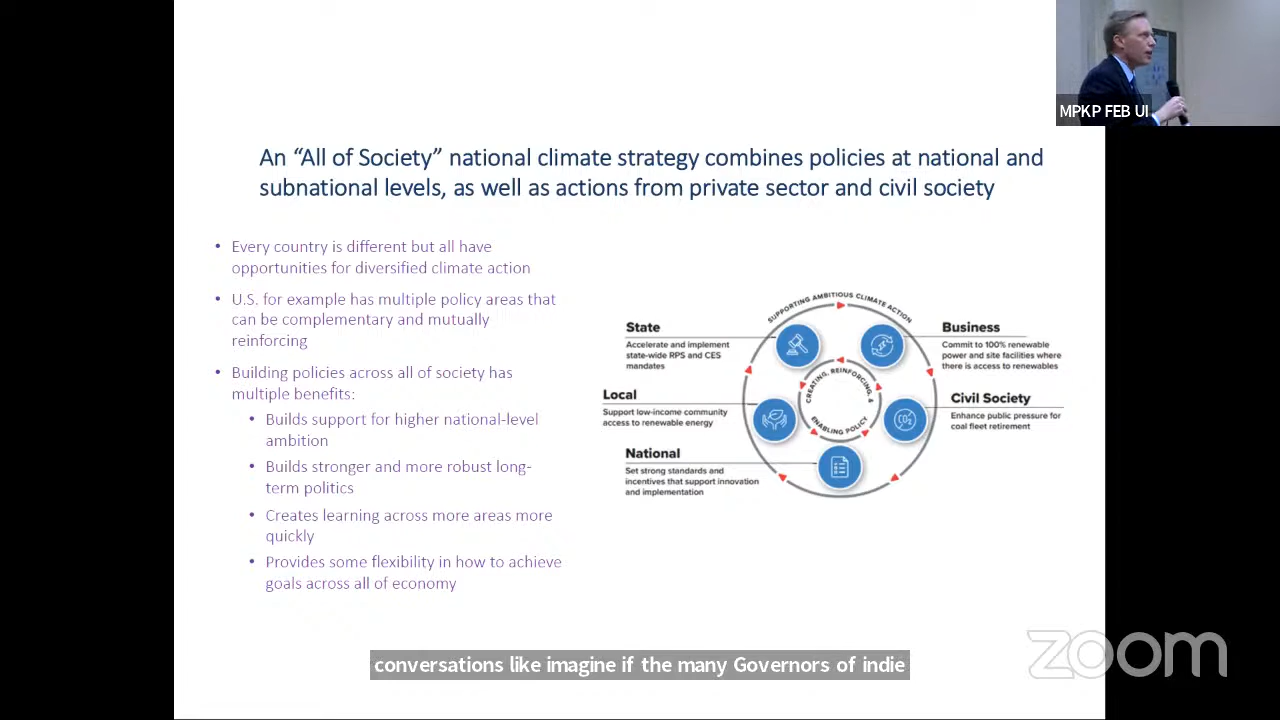 MPKP FEB UI
An “All of Society” national climate strategy combines policies at national and
subnational levels, as well as actions from private sector and civil society
• Every country is different but all have
opportunities for diversified climate action
• U.S. for example has multiple policy areas that
can be complementary and mutually
reinforcing
• Building policies across all of society has
multiple benefits:
• Builds support for higher national-level
ambition
• Builds stronger and more robust long-
term politics
• Creates learning across more areas more
quickly
• Provides some flexibility in how to achieve
goals across all of economy
SUPPORTING AMBITIOUS CLIMATE ACTION
CREATING, REINFORCING, &
ENABLING POLICY
State
Accelerate and implement
state-wide RPS and CES
mandates
Local
Support low-income community
access to renewable energy
National
Set strong standards and
incentives that support innovation
and implementation
Business
Commit to 100% renewable
power and site facilities where
there is access to renewables
Civil Society
Enhance public pressure for
coal fleet retirement
CO2
conversations like imagine if the many Governors of indie
zoom